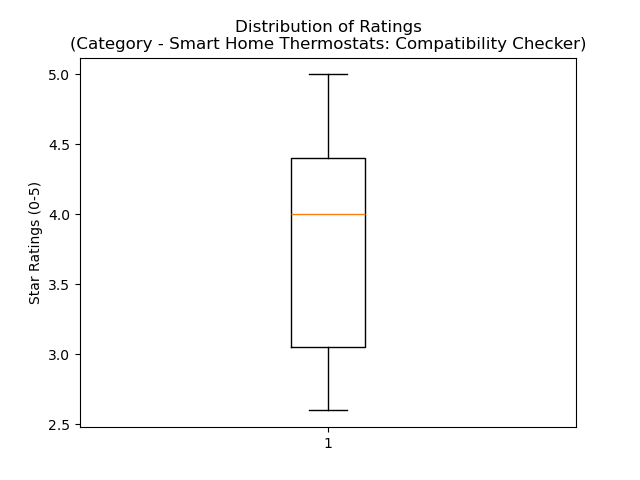 Distribution of Ratings
(Category - Smart Home Thermostats: Compatibility Checker)
5.0
4.5
4.0
3.5
3.0
2.5
Star Ratings (0-5)
1